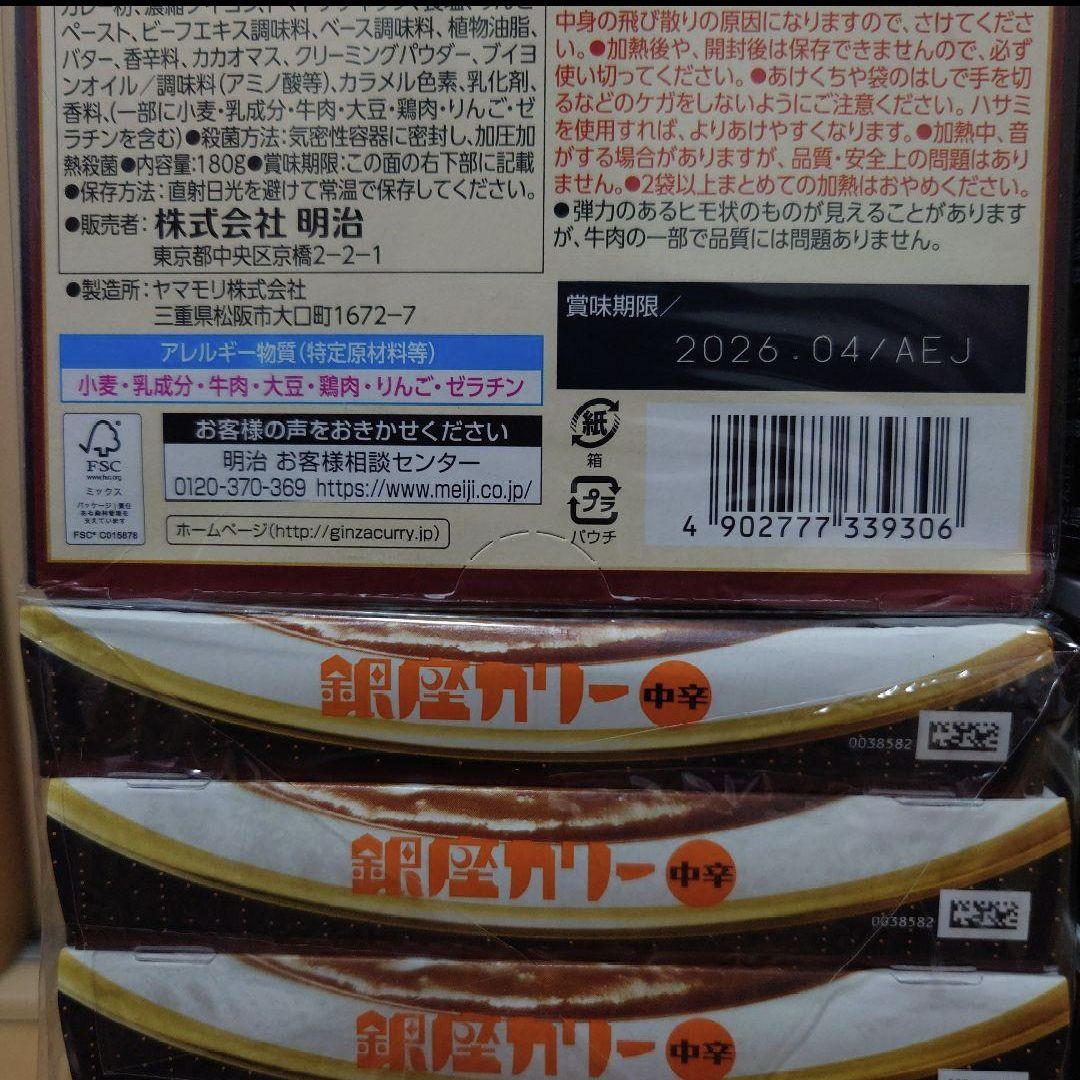 ペースト、ビーフエキス調味料、ベース調味料、植物油脂、
バター、香辛料、カカオマス、クリーミングパウダー、ブイヨ
ンオイル／調味料(アミノ酸等)、カラメル色素、乳化剤、
香料、(一部に小麦・乳成分・牛肉・大豆・鶏肉・りんご・ゼ
ラチンを含む)●殺菌方法:気密性容器に密封し、加圧加
熱殺菌●内容量:180g●賞味期限:この面の右下部に記載
●保存方法:直射日光を避けて常温で保存してください。
●販売者:株式会社 明治
東京都中央区京橋2-2-1
●製造所:ヤマモリ株式会社
三重県松阪市大口町1672-7
アレルギー物質(特定原材料等)
小麦・乳成分・牛肉・大豆・鶏肉・りんご・ゼラチン
FSC
www.fsc.org
ミックス
パッケージ|責任
ある森林管理を
支えています
FSC® C015878
お客様の声をおきかせください
明治 お客様相談センター
0120-370-369 https://www.meiji.co.jp/
ホームページ(http://ginzacurry.jp)
中身の飛び散りの原因になりますので、さけてくださ
い。●加熱後や、開封後は保存できませんので、必ず
使い切ってください。●あけくちや袋のはしで手を切
るなどのケガをしないようにご注意ください。ハサミ
を使用すれば、よりあけやすくなります。●加熱中、音
がする場合がありますが、品質・安全上の問題はあり
ません。●2袋以上まとめての加熱はおやめください。
●弾力のあるヒモ状のものが見えることがあります
が、牛肉の一部で品質には問題ありません。
賞味期限／
2026.04/AEJ
紙
箱
プラ
パウチ
4 902777 339306
銀座カリー 中辛
0038582
銀座カリー 中辛
0038582
銀座カリー 中辛